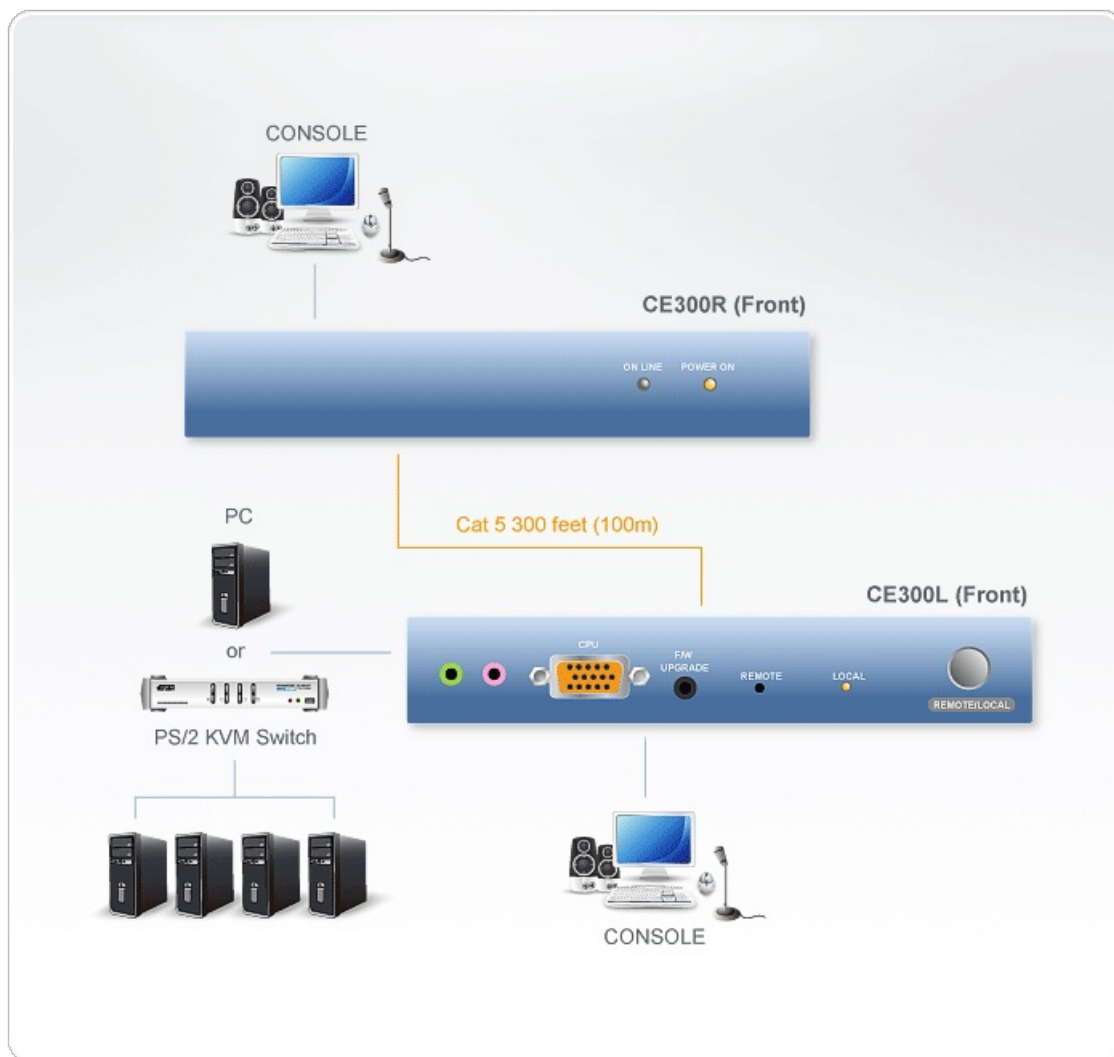 CONSOLE
CE300R (Front)
ON LINE
POWER ON
Cat 5 300 feet (100m)
PC
or
PS/2 KVM Switch
CE300L (Front)
CPU
F/W
UPGRADE
REMOTE
LOCAL
REMOTE/LOCAL
CONSOLE